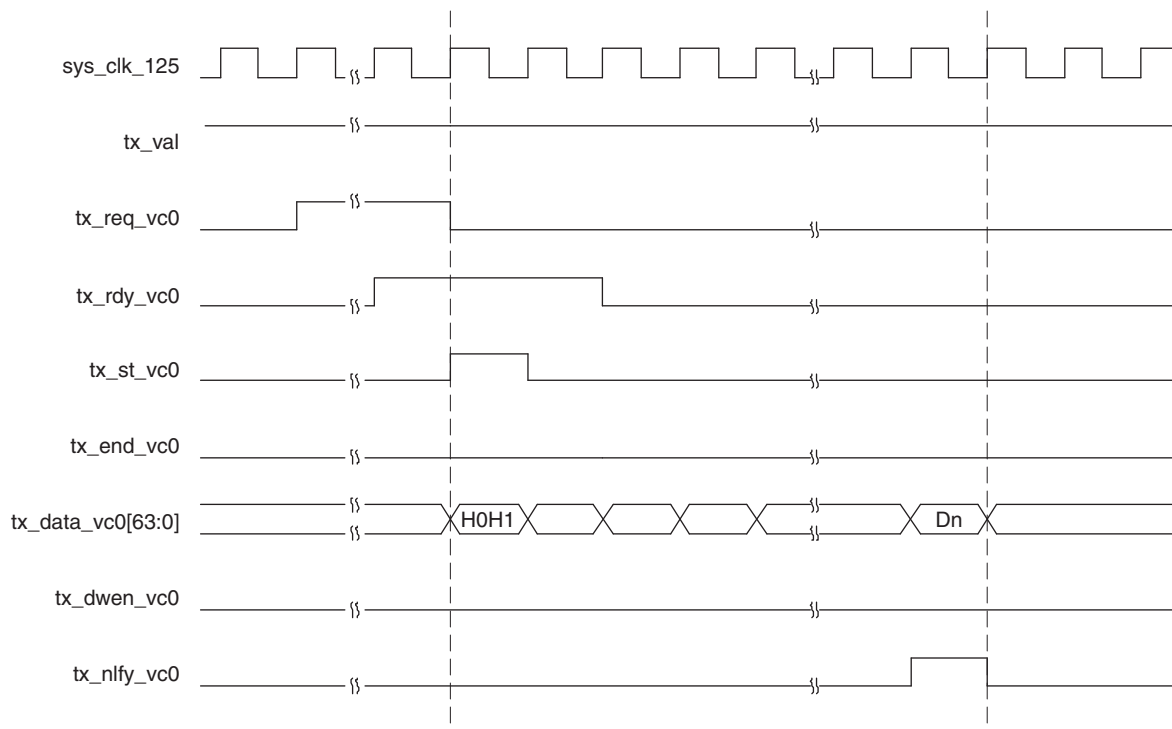 sys_clk_125
tx_val
tx_req_vc0
tx_rdy_vc0
tx_st_vc0
tx_end_vc0
tx_data_vc0[63:0] H0H1 Dn
tx_dwen_vc0
tx_nlfy_vc0